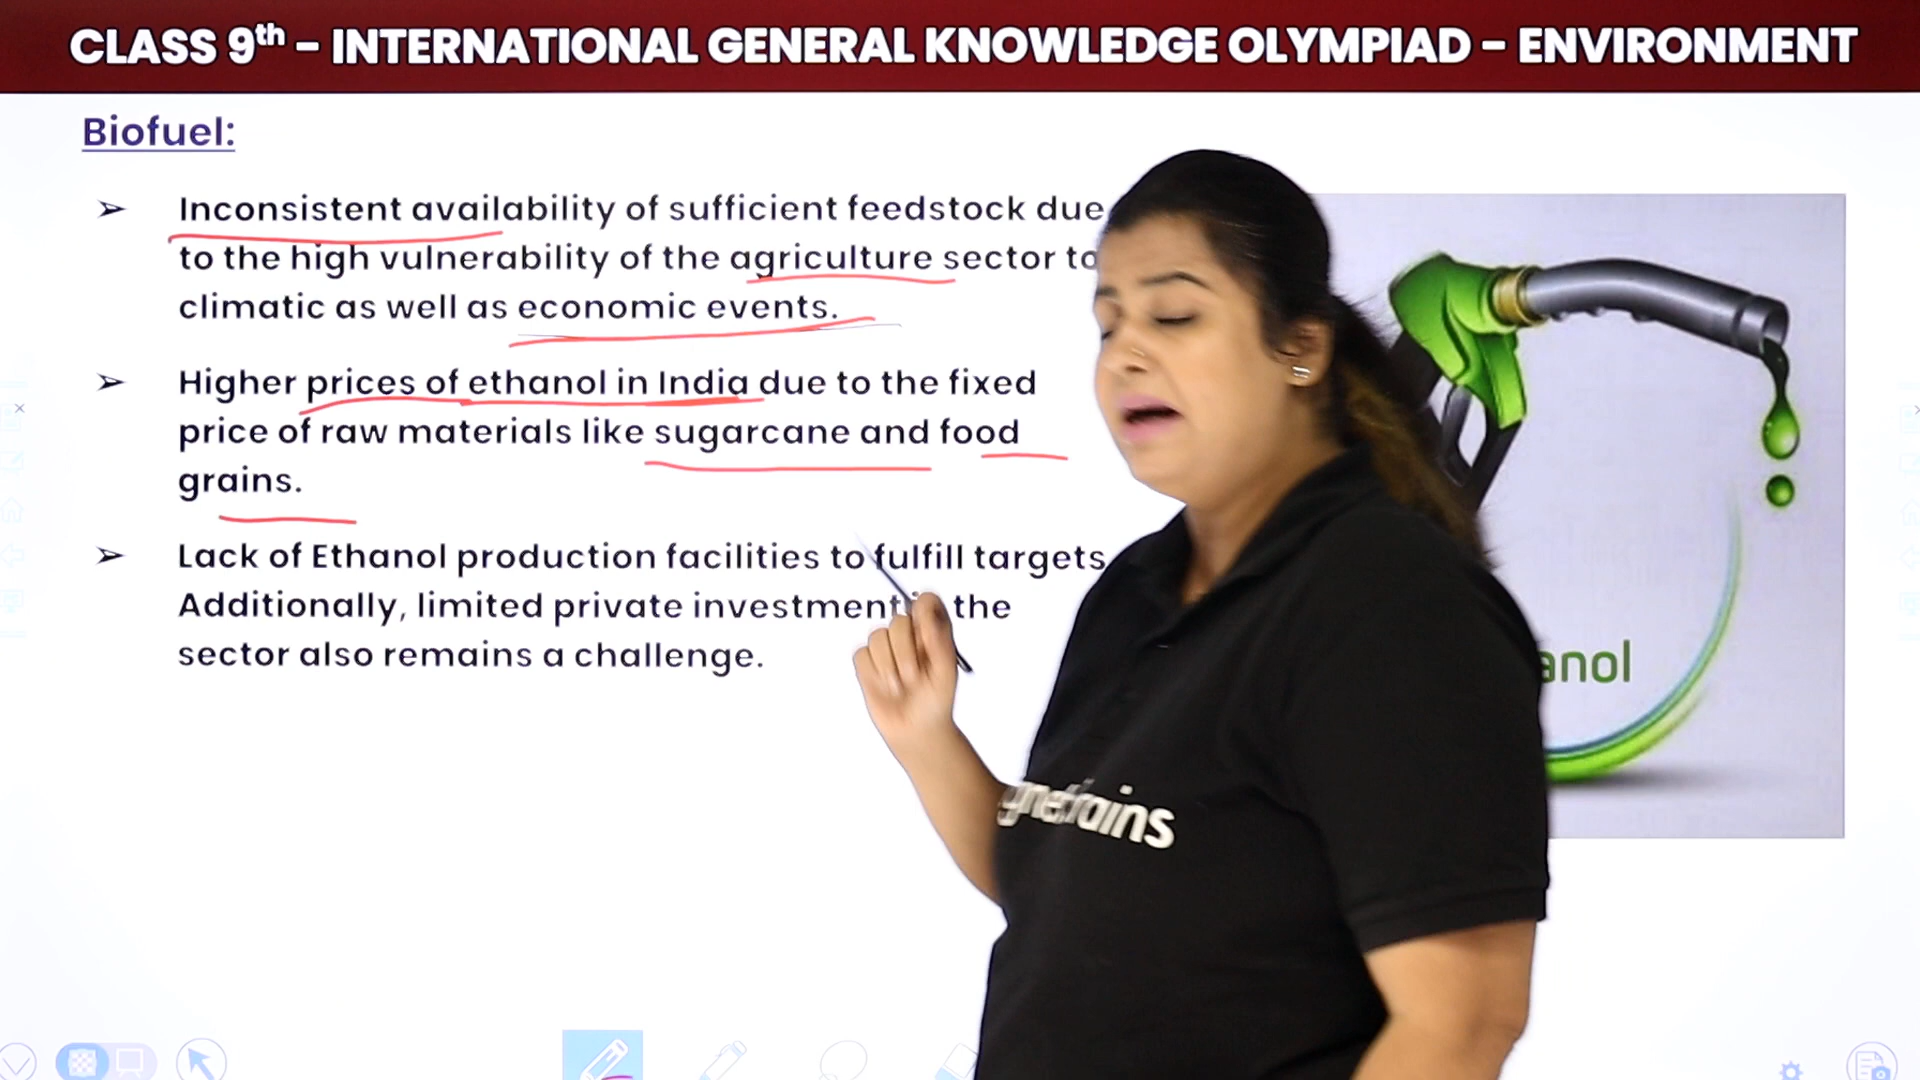 CLASS 9th - INTERNATIONAL GENERAL KNOWLEDGE OLYMPIAD - ENVIRONMENT
Biofuel:
➢ Inconsistent availability of sufficient feedstock due
to the high vulnerability of the agriculture sector to
climatic as well as economic events.
➢ Higher prices of ethanol in India due to the fixed
price of raw materials like sugarcane and food
grains.
➢ Lack of Ethanol production facilities to fulfill targets
Additionally, limited private investment the
sector also remains a challenge.
anol